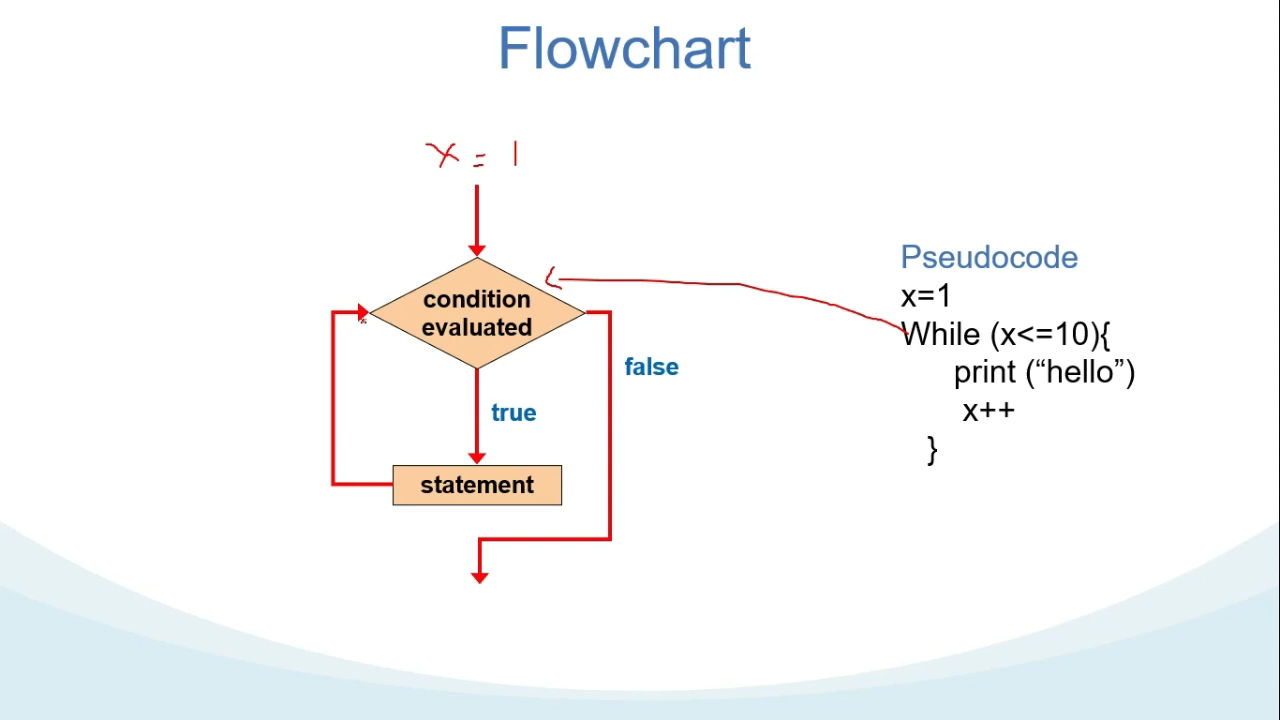 Flowchart
x = 1
condition
evaluated
false
true
statement
Pseudocode
x=1
While (x<=10){
print (“hello”)
x++
}